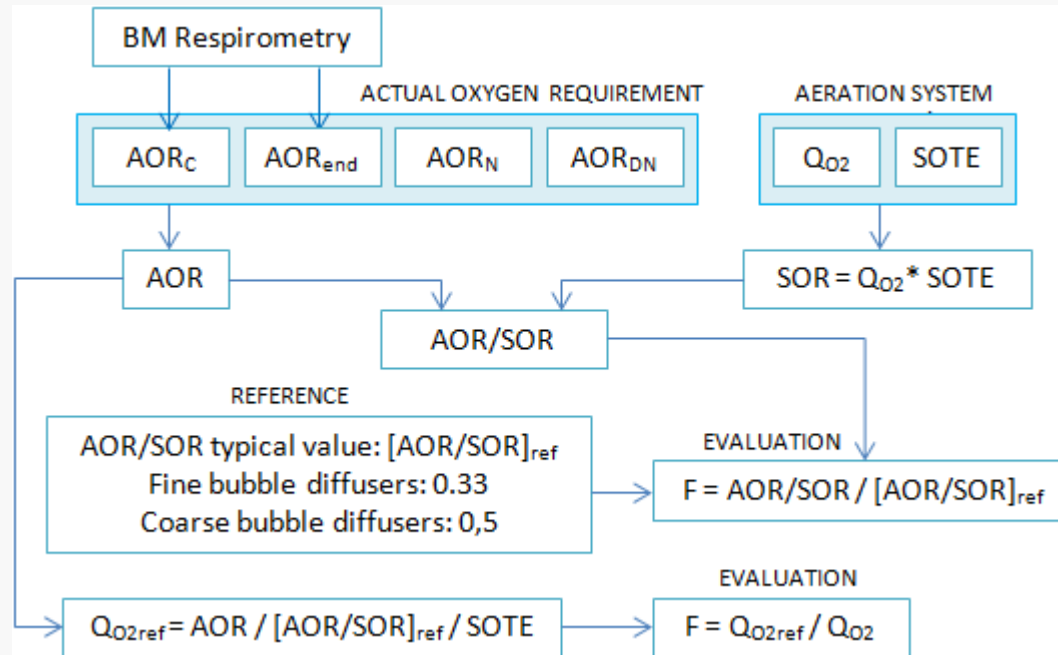 BM Respirometry
ACTUAL OXYGEN REQUIREMENT
AERATION SYSTEM
AORC
AORend
AORN
AORDN
QO2
SOTE
AOR
SOR = QO2* SOTE
AOR/SOR
REFERENCE
AOR/SOR typical value: [AOR/SOR]ref
Fine bubble diffusers: 0.33
Coarse bubble diffusers: 0,5
EVALUATION
F = AOR/SOR / [AOR/SOR]ref
EVALUATION
QO2ref = AOR / [AOR/SOR]ref / SOTE
F = QO2ref / QO2